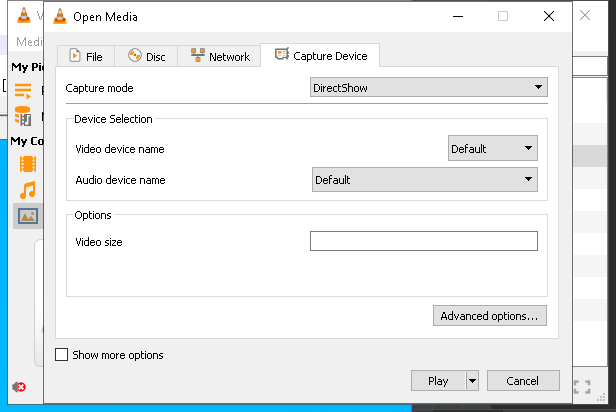 V
Open Media
Medi
File
Disc
Network
Capture Device
My Pi
Capture mode
DirectShow
Device Selection
Video device name
Default
Audio device name
Default
My Co
Options
Video size
Advanced options...
Show more options
Play
Cancel